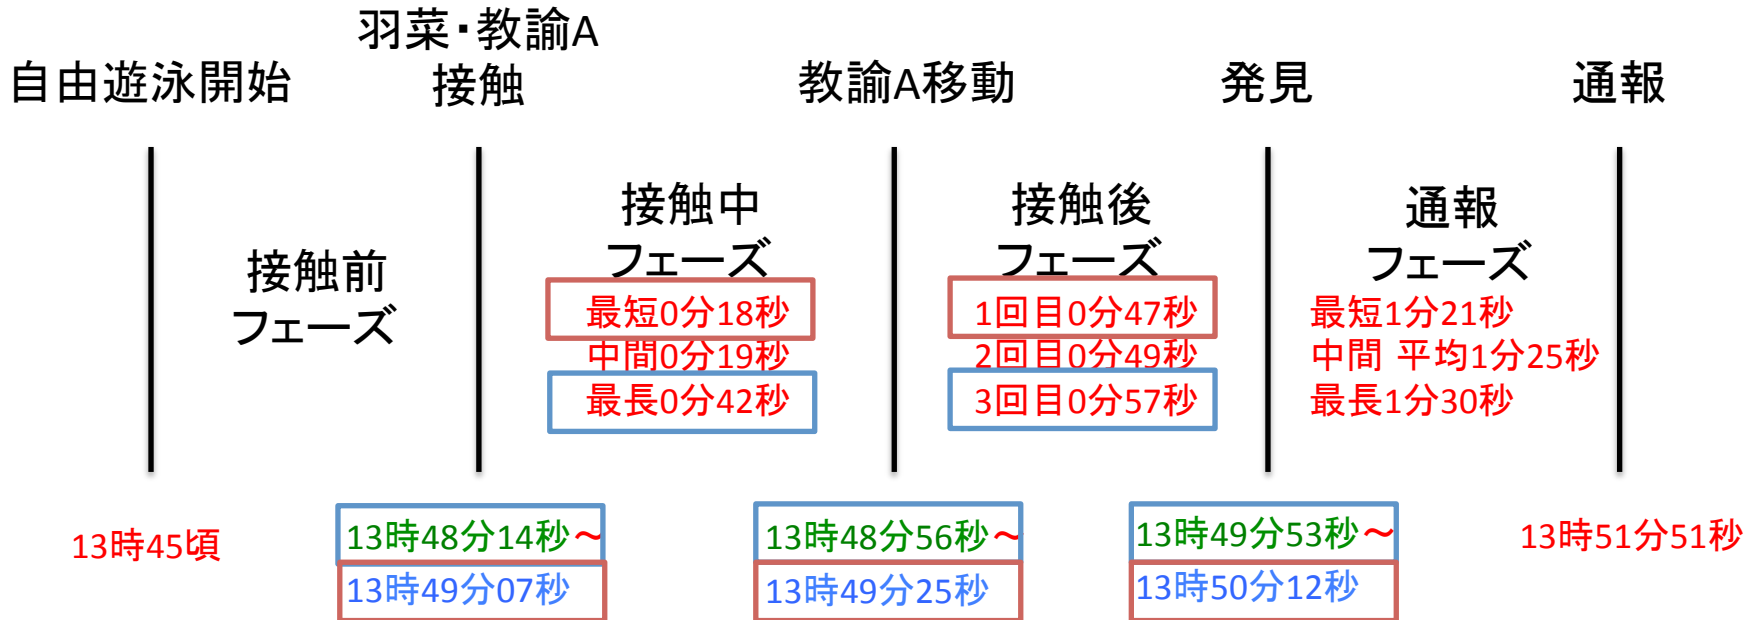 自由遊泳開始
羽菜・教諭A
接触
教諭A移動
発見
通報
接触前
フェーズ
接触中
フェーズ
最短0分18秒
中間0分19秒
最長0分42秒
接触後
フェーズ
1回目0分47秒
2回目0分49秒
3回目0分57秒
通報
フェーズ
最短1分21秒
中間 平均1分25秒
最長1分30秒
13時45頃
13時48分14秒〜
13時49分07秒
13時48分56秒〜
13時49分25秒
13時49分53秒〜
13時50分12秒
13時51分51秒